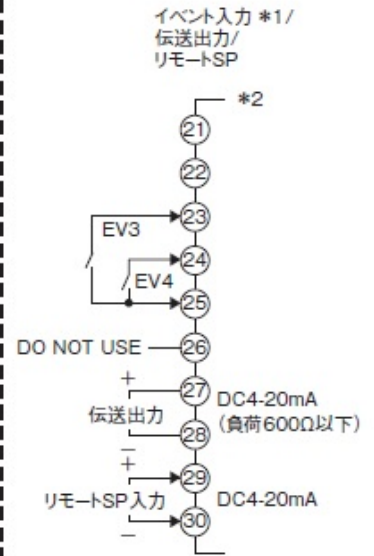 イベント入力 *1/
伝送出力/
リモートSP
*2
21
22
23
EV3
24
EV4
25
DO NOT USE
26
+
27
DC4-20mA
伝送出力
(負荷600Ω以下)
28
−
+
29
リモートSP入力
DC4-20mA
30
−